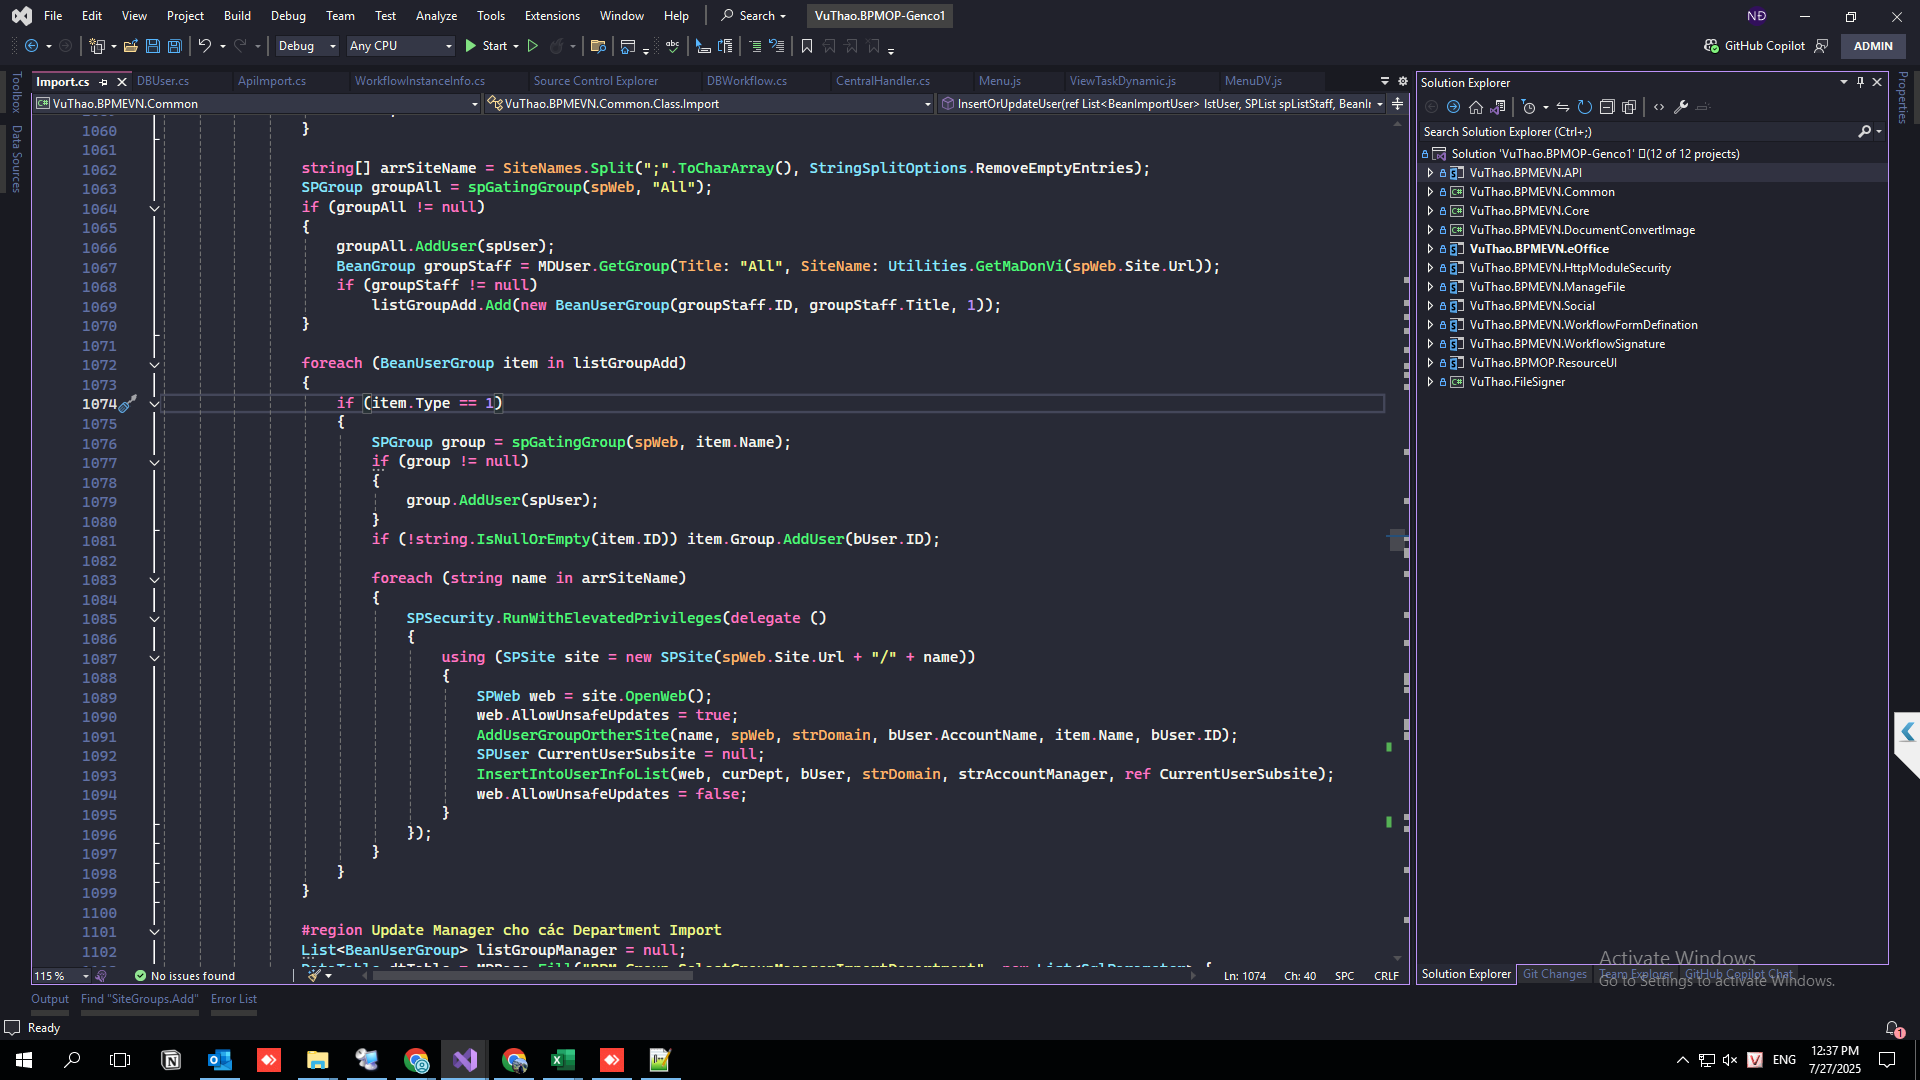 File Edit View Project Build Debug Team Test Analyze Tools Extensions Window Help Search VuThao.BPMOP-Genco1 NĐ
Debug Any CPU Start GitHub Copilot ADMIN
Toolbox
Data Sources
Import.cs DBUser.cs ApiImport.cs WorkflowInstanceInfo.cs Source Control Explorer DBWorkflow.cs CentralHandler.cs Menu.js ViewTaskDynamic.js MenuDV.js
VuThao.BPMEVN.Common VuThao.BPMEVN.Common.Class.Import InsertOrUpdateUser(ref List<BeanImportUser> lstUser, SPList spListStaff, BeanIr
1060 }
1061
1062 string[] arrSiteName = SiteNames.Split(";".ToCharArray(), StringSplitOptions.RemoveEmptyEntries);
1063 SPGroup groupAll = spGatingGroup(spWeb, "All");
1064 if (groupAll != null)
1065 {
1066 groupAll.AddUser(spUser);
1067 BeanGroup groupStaff = MDUser.GetGroup(Title: "All", SiteName: Utilities.GetMaDonVi(spWeb.Site.Url));
1068 if (groupStaff != null)
1069 listGroupAdd.Add(new BeanUserGroup(groupStaff.ID, groupStaff.Title, 1));
1070 }
1071
1072 foreach (BeanUserGroup item in listGroupAdd)
1073 {
1074 if (item.Type == 1)
1075 {
1076 SPGroup group = spGatingGroup(spWeb, item.Name);
1077 if (group != null)
1078 {
1079 group.AddUser(spUser);
1080 }
1081 if (!string.IsNullOrEmpty(item.ID)) item.Group.AddUser(bUser.ID);
1082
1083 foreach (string name in arrSiteName)
1084 {
1085 SPSecurity.RunWithElevatedPrivileges(delegate ()
1086 {
1087 using (SPSite site = new SPSite(spWeb.Site.Url + "/" + name))
1088 {
1089 SPWeb web = site.OpenWeb();
1090 web.AllowUnsafeUpdates = true;
1091 AddUserGroupOrtherSite(name, spWeb, strDomain, bUser.AccountName, item.Name, bUser.ID);
1092 SPUser CurrentUserSubsite = null;
1093 InsertIntoUserInfoList(web, curDept, bUser, strDomain, strAccountManager, ref CurrentUserSubsite);
1094 web.AllowUnsafeUpdates = false;
1095 }
1096 });
1097 }
1098 }
1099 }
1100
1101 #region Update Manager cho các Department Import
1102 List<BeanUserGroup> listGroupManager = null;
115 % No issues found Ln: 1074 Ch: 40 SPC CRLF
Output Find "SiteGroups.Add" Error List
Ready
Solution Explorer
Search Solution Explorer (Ctrl+;)
Solution 'VuThao.BPMOP-Genco1' (12 of 12 projects)
VuThao.BPMEVN.API
VuThao.BPMEVN.Common
VuThao.BPMEVN.Core
VuThao.BPMEVN.DocumentConvertImage
VuThao.BPMEVN.eOffice
VuThao.BPMEVN.HttpModuleSecurity
VuThao.BPMEVN.ManageFile
VuThao.BPMEVN.Social
VuThao.BPMEVN.WorkflowFormDefination
VuThao.BPMEVN.WorkflowSignature
VuThao.BPMOP.ResourceUI
VuThao.FileSigner
Properties
Solution Explorer Git Changes Team Explorer GitHub Copilot Chat
Activate Windows
Go to Settings to activate Windows.
1
ENG
12:37 PM
7/27/2025